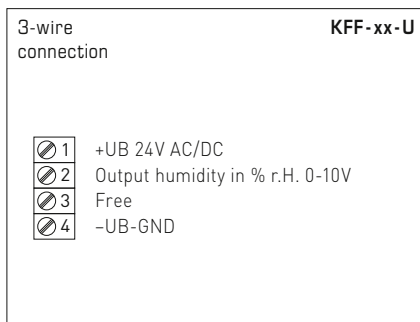 3-wire connection KFF-xx-U
1 +UB 24V AC/DC
2 Output humidity in % r.H. 0-10V
3 Free
4 –UB-GND